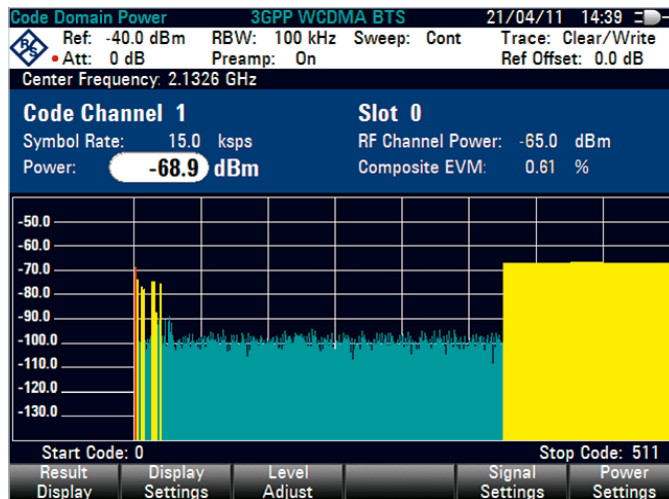 Code Domain Power 3GPP WCDMA BTS 21/04/11 14:39
Ref: -40.0 dBm RBW: 100 kHz Sweep: Cont Trace: Clear/Write
Att: 0 dB Preamp: On Ref Offset: 0.0 dB
Center Frequency: 2.1326 GHz
Code Channel 1 Slot 0
Symbol Rate: 15.0 ksps RF Channel Power: -65.0 dBm
Power: -68.9 dBm Composite EVM: 0.61 %
-50.0
-60.0
-70.0
-80.0
-90.0
-100.0
-110.0
-120.0
-130.0
Start Code: 0 Stop Code: 511
Result Display Level Signal Power
Display Settings Adjust Settings Settings